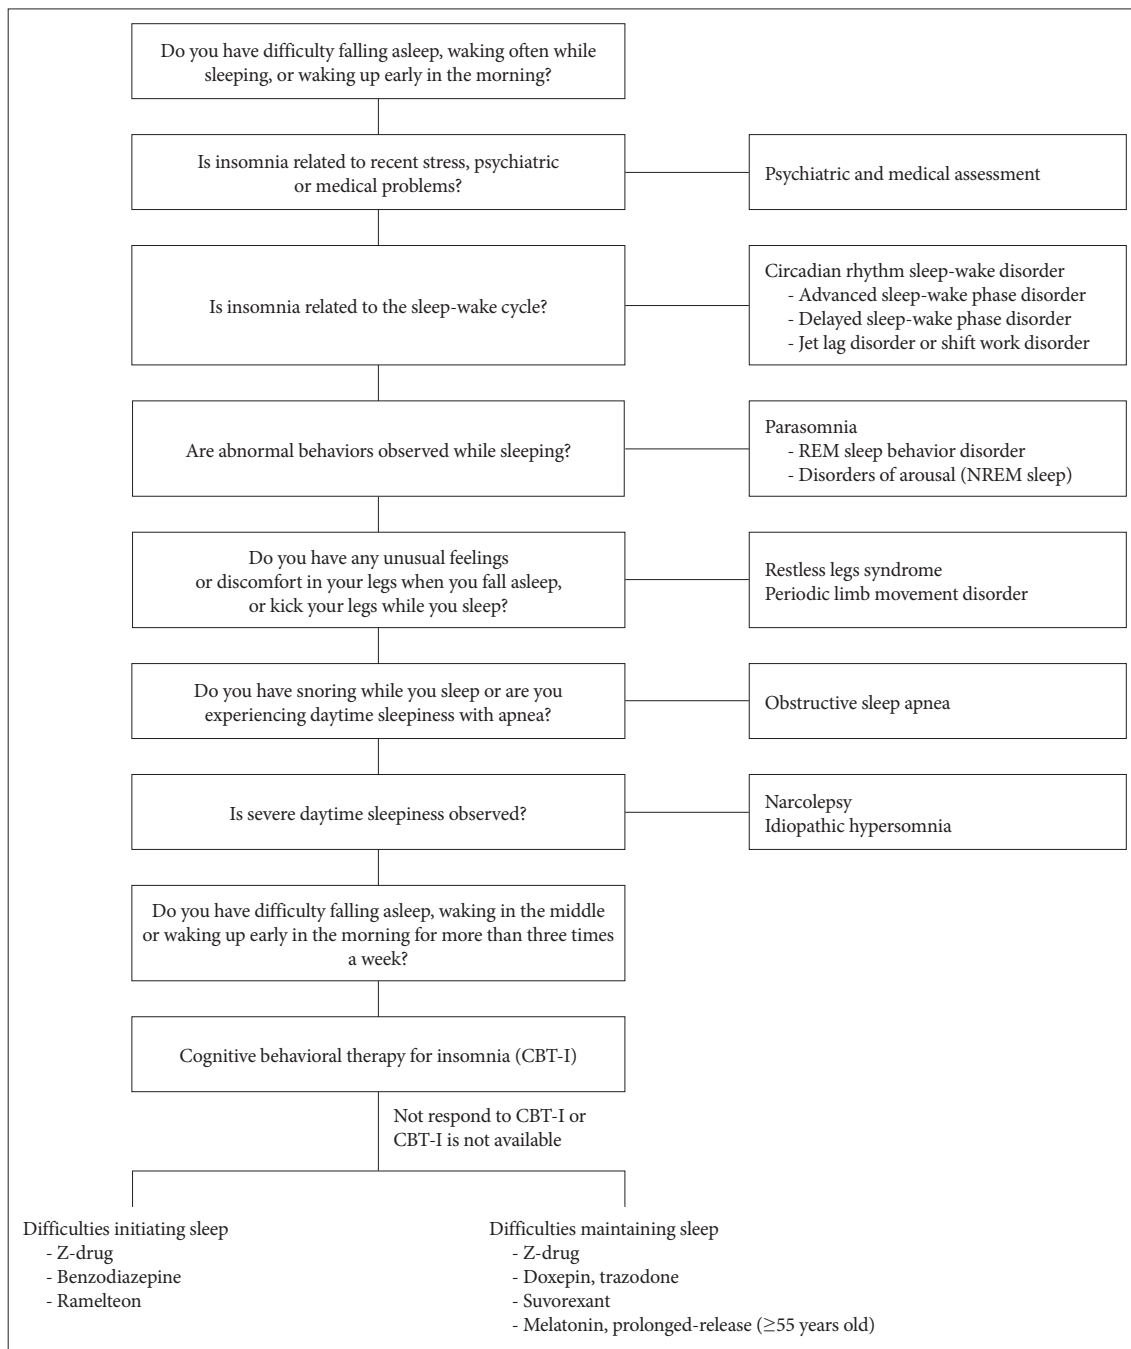 Do you have difficulty falling asleep, waking often while
sleeping, or waking up early in the morning?
Is insomnia related to recent stress, psychiatric
or medical problems?
Psychiatric and medical assessment
Is insomnia related to the sleep-wake cycle?
Circadian rhythm sleep-wake disorder
- Advanced sleep-wake phase disorder
- Delayed sleep-wake phase disorder
- Jet lag disorder or shift work disorder
Are abnormal behaviors observed while sleeping?
Parasomnia
- REM sleep behavior disorder
- Disorders of arousal (NREM sleep)
Do you have any unusual feelings
or discomfort in your legs when you fall asleep,
or kick your legs while you sleep?
Restless legs syndrome
Periodic limb movement disorder
Do you have snoring while you sleep or are you
experiencing daytime sleepiness with apnea?
Obstructive sleep apnea
Is severe daytime sleepiness observed?
Narcolepsy
Idiopathic hypersomnia
Do you have difficulty falling asleep, waking in the middle
or waking up early in the morning for more than three times
a week?
Cognitive behavioral therapy for insomnia (CBT-I)
Not respond to CBT-I or
CBT-I is not available
Difficulties initiating sleep
- Z-drug
- Benzodiazepine
- Ramelteon
Difficulties maintaining sleep
- Z-drug
- Doxepin, trazodone
- Suvorexant
- Melatonin, prolonged-release (≥55 years old)